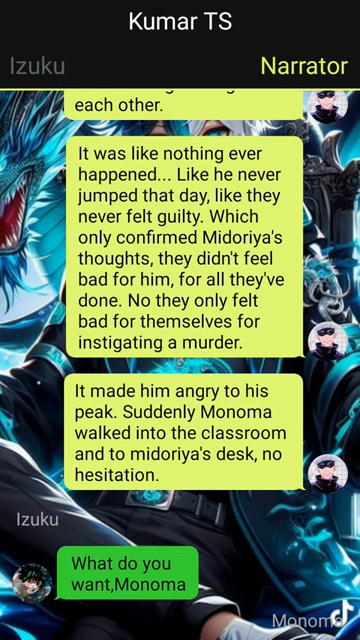 Kumar TS
Izuku
Narrator
each other.
It was like nothing ever
happened... Like he never
jumped that day, like they
never felt guilty. Which
only confirmed Midoriya's
thoughts, they didn't feel
bad for him, for all they've
done. No they only felt
bad for themselves for
instigating a murder.
It made him angry to his
peak. Suddenly Monoma
walked into the classroom
and to midoriya's desk, no
hesitation.
Izuku
What do you
want,Monoma
Monoma